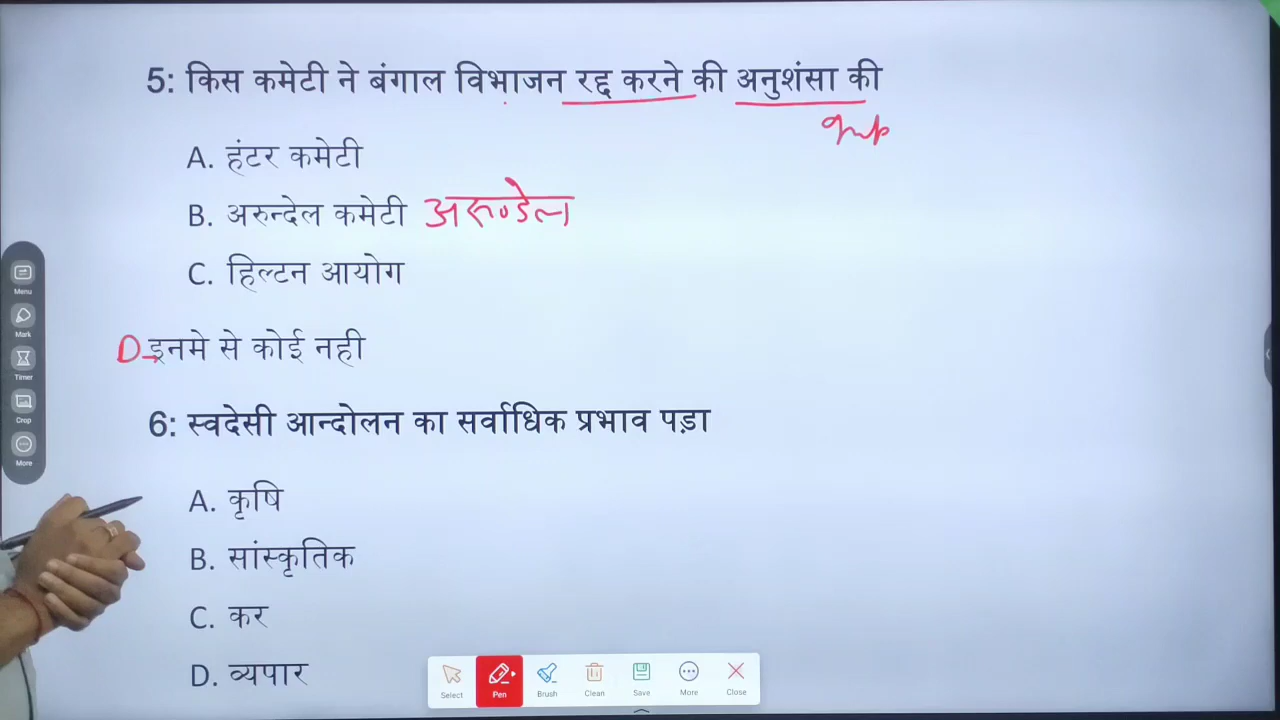 5: किस कमेटी ने बंगाल विभाजन रद्द करने की अनुशंसा की
A. हंटर कमेटी
B. अरुन्देल कमेटी अरुण्डेल
C. हिल्टन आयोग
D इनमे से कोई नही
6: स्वदेसी आन्दोलन का सर्वाधिक प्रभाव पड़ा
A. कृषि
B. सांस्कृतिक
C. कर
D. व्यपार
Menu
Mark
Timer
Crop
More
Select
Pen
Brush
Clean
Save
More
Close